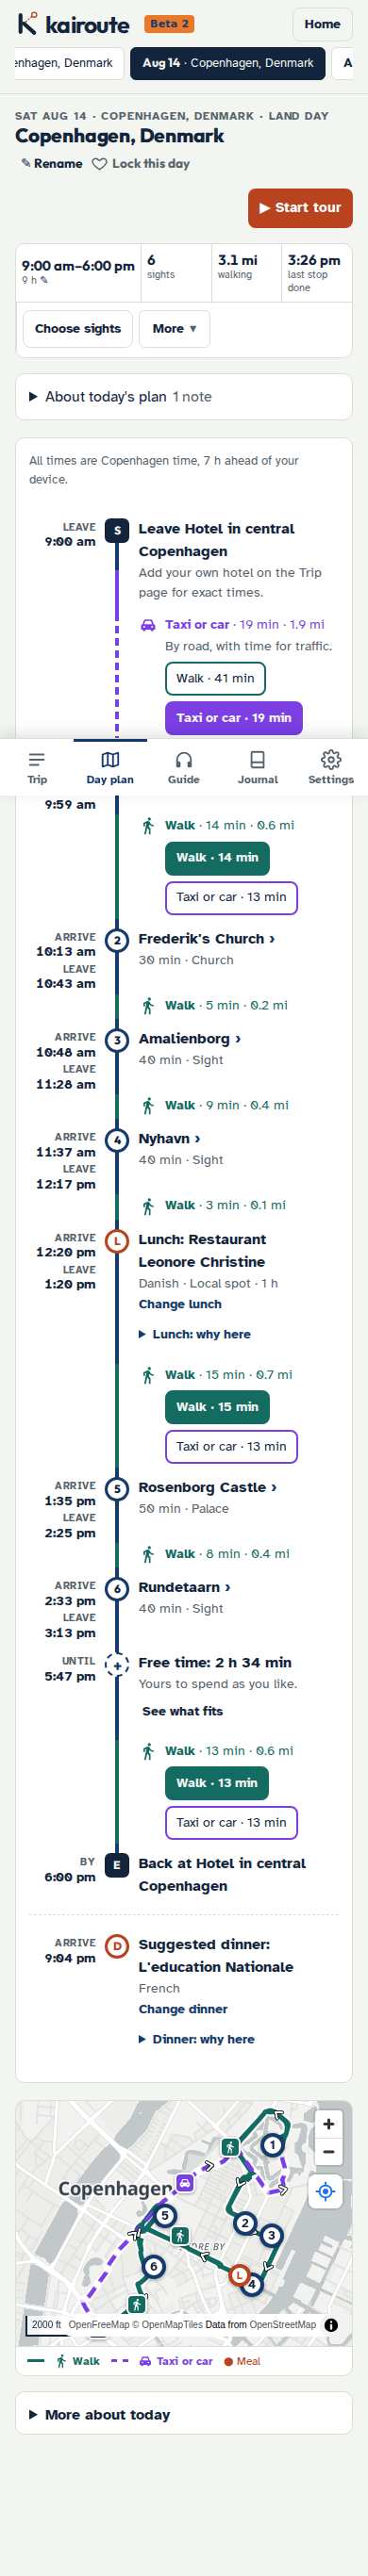 kairoute
Beta 2
Home
enhagen, Denmark
Aug 14 · Copenhagen, Denmark
A
SAT AUG 14 · COPENHAGEN, DENMARK · LAND DAY
Copenhagen, Denmark
✎ Rename
Lock this day
▶ Start tour
9:00 am–6:00 pm
9 h ✎
6
sights
3.1 mi
walking
3:26 pm
last stop
done
Choose sights
More ▾
▶ About today's plan 1 note
All times are Copenhagen time, 7 h ahead of your
device.
LEAVE
9:00 am
S
Leave Hotel in central
Copenhagen
Add your own hotel on the Trip
page for exact times.
Taxi or car · 19 min · 1.9 mi
By road, with time for traffic.
Walk · 41 min
Taxi or car · 19 min
Trip
Day plan
Guide
Journal
Settings
9:59 am
Walk · 14 min · 0.6 mi
Walk · 14 min
Taxi or car · 13 min
ARRIVE
10:13 am
LEAVE
10:43 am
2
Frederik's Church ›
30 min · Church
Walk · 5 min · 0.2 mi
ARRIVE
10:48 am
LEAVE
11:28 am
3
Amalienborg ›
40 min · Sight
Walk · 9 min · 0.4 mi
ARRIVE
11:37 am
LEAVE
12:17 pm
4
Nyhavn ›
40 min · Sight
Walk · 3 min · 0.1 mi
ARRIVE
12:20 pm
LEAVE
1:20 pm
L
Lunch: Restaurant
Leonore Christine
Danish · Local spot · 1 h
Change lunch
▶ Lunch: why here
Walk · 15 min · 0.7 mi
Walk · 15 min
Taxi or car · 13 min
ARRIVE
1:35 pm
LEAVE
2:25 pm
5
Rosenborg Castle ›
50 min · Palace
Walk · 8 min · 0.4 mi
ARRIVE
2:33 pm
LEAVE
3:13 pm
6
Rundetaarn ›
40 min · Sight
UNTIL
5:47 pm
+
Free time: 2 h 34 min
Yours to spend as you like.
See what fits
Walk · 13 min · 0.6 mi
Walk · 13 min
Taxi or car · 13 min
BY
6:00 pm
E
Back at Hotel in central
Copenhagen
ARRIVE
9:04 pm
D
Suggested dinner:
L'education Nationale
French
Change dinner
▶ Dinner: why here
+
−
1
Copenhagen
5
2
3
RE BY
6
L
4
2000 ft
OpenFreeMap © OpenMapTiles Data from OpenStreetMap
Walk
Taxi or car
Meal
▶ More about today